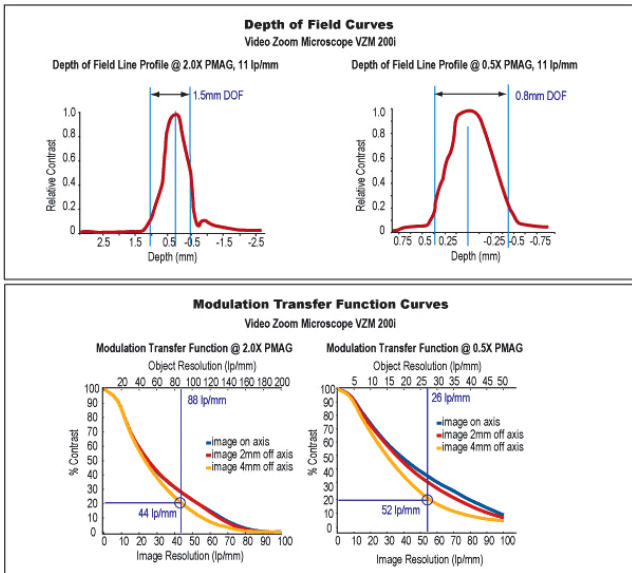 Depth of Field Curves
Video Zoom Microscope VZM 200i
Depth of Field Line Profile @ 2.0X PMAG, 11 lp/mm
1.5mm DOF
Relative Contrast
1.0
0.8
0.6
0.4
0.2
0
2.5 1.5 0.5 -0.5 -1.5 -2.5
Depth (mm)
Depth of Field Line Profile @ 0.5X PMAG, 11 lp/mm
0.8mm DOF
Relative Contrast
1.0
0.8
0.6
0.4
0.2
0
0.75 0.5 0.25 -0.25 -0.5 -0.75
Depth (mm)
Modulation Transfer Function Curves
Video Zoom Microscope VZM 200i
Modulation Transfer Function @ 2.0X PMAG
Object Resolution (lp/mm)
20 40 60 80 100 120 140 160 180 200
88 lp/mm
image on axis
image 2mm off axis
image 4mm off axis
44 lp/mm
% Contrast
100
90
80
70
60
50
40
30
20
10
0
0 10 20 30 40 50 60 70 80 90 100
Image Resolution (lp/mm)
Modulation Transfer Function @ 0.5X PMAG
Object Resolution (lp/mm)
5 10 15 20 25 30 35 40 45 50
26 lp/mm
image on axis
image 2mm off axis
image 4mm off axis
52 lp/mm
% Contrast
100
90
80
70
60
50
40
30
20
20
10
0
0 10 20 30 40 50 60 70 80 90 100
Image Resolution (lp/mm)